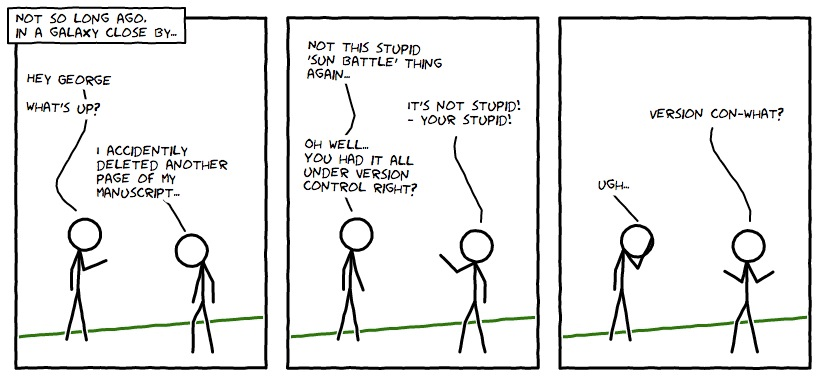 NOT SO LONG AGO.
IN A GALAXY CLOSE BY...
HEY GEORGE
WHAT'S UP?
I ACCIDENTILY
DELETED ANOTHER
PAGE OF MY
MANUSCRIPT...
NOT THIS STUPID
'SUN BATTLE' THING
AGAIN...
IT'S NOT STUPID!
- YOUR STUPID!
OH WELL...
YOU HAD IT ALL
UNDER VERSION
CONTROL RIGHT?
VERSION CON-WHAT?
UGH...